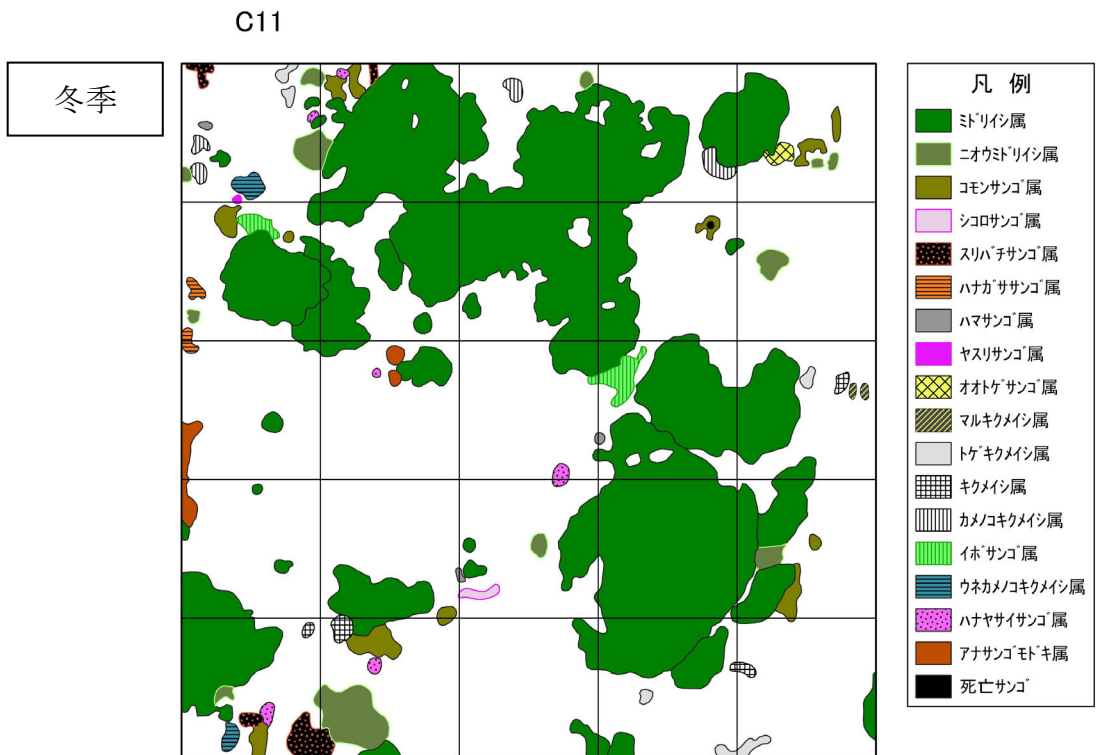 C11
冬季
凡 例
ミドリイシ属
ニオウミドリイシ属
コモンサンゴ属
シコロサンゴ属
スリバチサンゴ属
ハナガササンゴ属
ハマサンゴ属
ヤスリサンゴ属
オオトゲサンゴ属
マルキクメイシ属
トゲキクメイシ属
キクメイシ属
カメノコキクメイシ属
イボサンゴ属
ウネカメノコキクメイシ属
ハナヤサイサンゴ属
アナサンゴモドキ属
死亡サンゴ